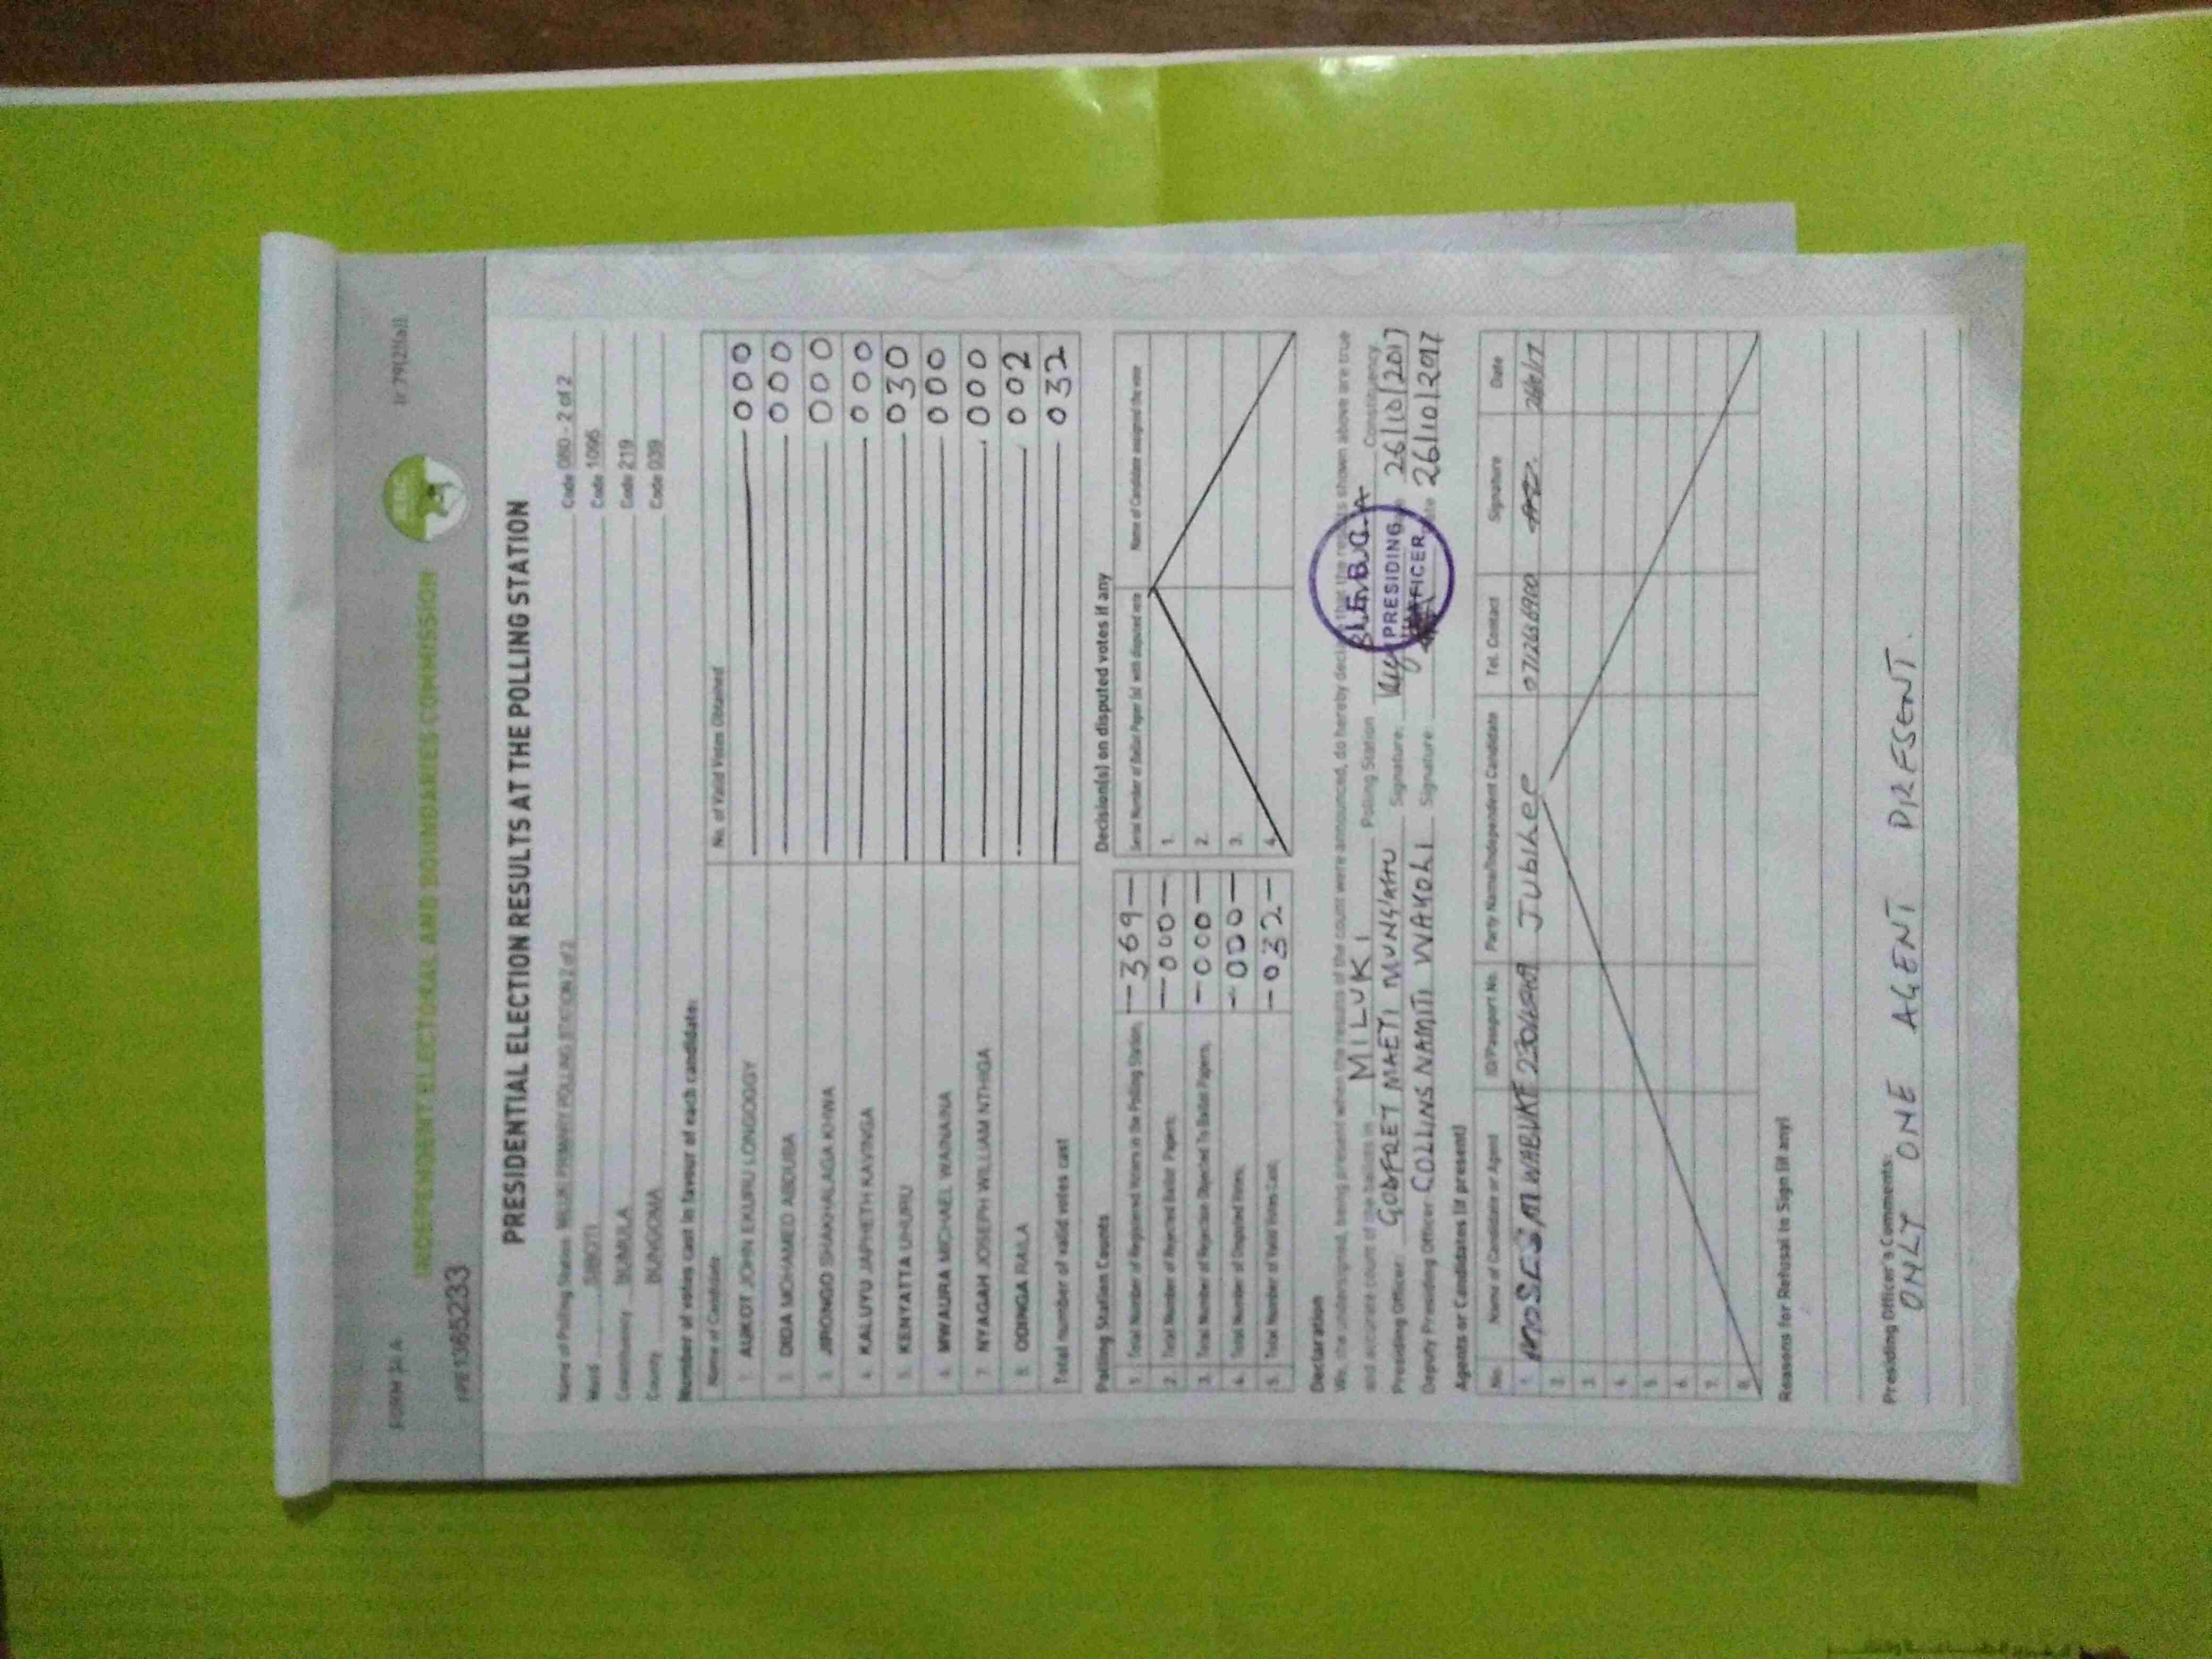 FORM 34 A (r 79(2)(a))
INDEPENDENT ELECTORAL AND BOUNDARIES COMMISSION
IEBC
PRESIDENTIAL ELECTION RESULTS AT THE POLLING STATION
Name of Polling Station MILUKI PRIMARY POLLING STATION 2 of 2 Code 080 - 2 of 2
Ward Code 1095
Constituency BUMULA Code 219
County BUNGOMA Code 039
Number of votes cast in favour of each candidate:
Name of Candidate No. of Valid Votes Obtained
1. AUKOT JOHN EKURU LONGOGGY 000
2. DIDA MOHAMED ABDUBA 000
3. JIRONGO SHAKHALAGA KHWA 000
4. KALUYU JAPHETH KAVINGA 000
5. KENYATTA UHURU 030
6. MWAURA MICHAEL WAINAINA 000
7. NYAGAH JOSEPH WILLIAM NTHIGA 000
8. ODINGA RAILA 002
Total number of valid votes cast 032
Polling Station Counts
1. Total Number of Registered Voters in the Polling Station; -369-
2. Total Number of Rejected Ballot Papers; -000-
3. Total Number of Rejection Objected To Ballot Papers; -000-
4. Total Number of Disputed Votes; -000-
5. Total Number of Valid Votes Cast; -032-
Decision(s) on disputed votes if any
Serial Number of Ballot Paper (s) with disputed vote Name of Candidate assigned the vote
1.
2.
3.
4.
Declaration
We, the undersigned, being present when the results of the count were announced, do hereby declare that the results shown above are true
and accurate count of the ballots in MILUKI Polling Station Constituency
Presiding Officer: GODFREY MAETI MUNG'AHU Signature: 26/10/2017
Deputy Presiding Officer COLLINS NAMITI WAKOLI Signature: Date 26/10/2017
PRESIDING OFFICER
Agents or Candidates (if present)
No. Name of Candidate or Agent ID/Passport No. Party Name/Independent Candidate Tel. Contact Signature Date
1. MOSES M WABUKE Jubilee
2.
3.
4.
5.
6.
7.
8.
Reasons for Refusal to Sign (if any)
Presiding Officer's Comments:
ONLY ONE AGENT PRESENT.